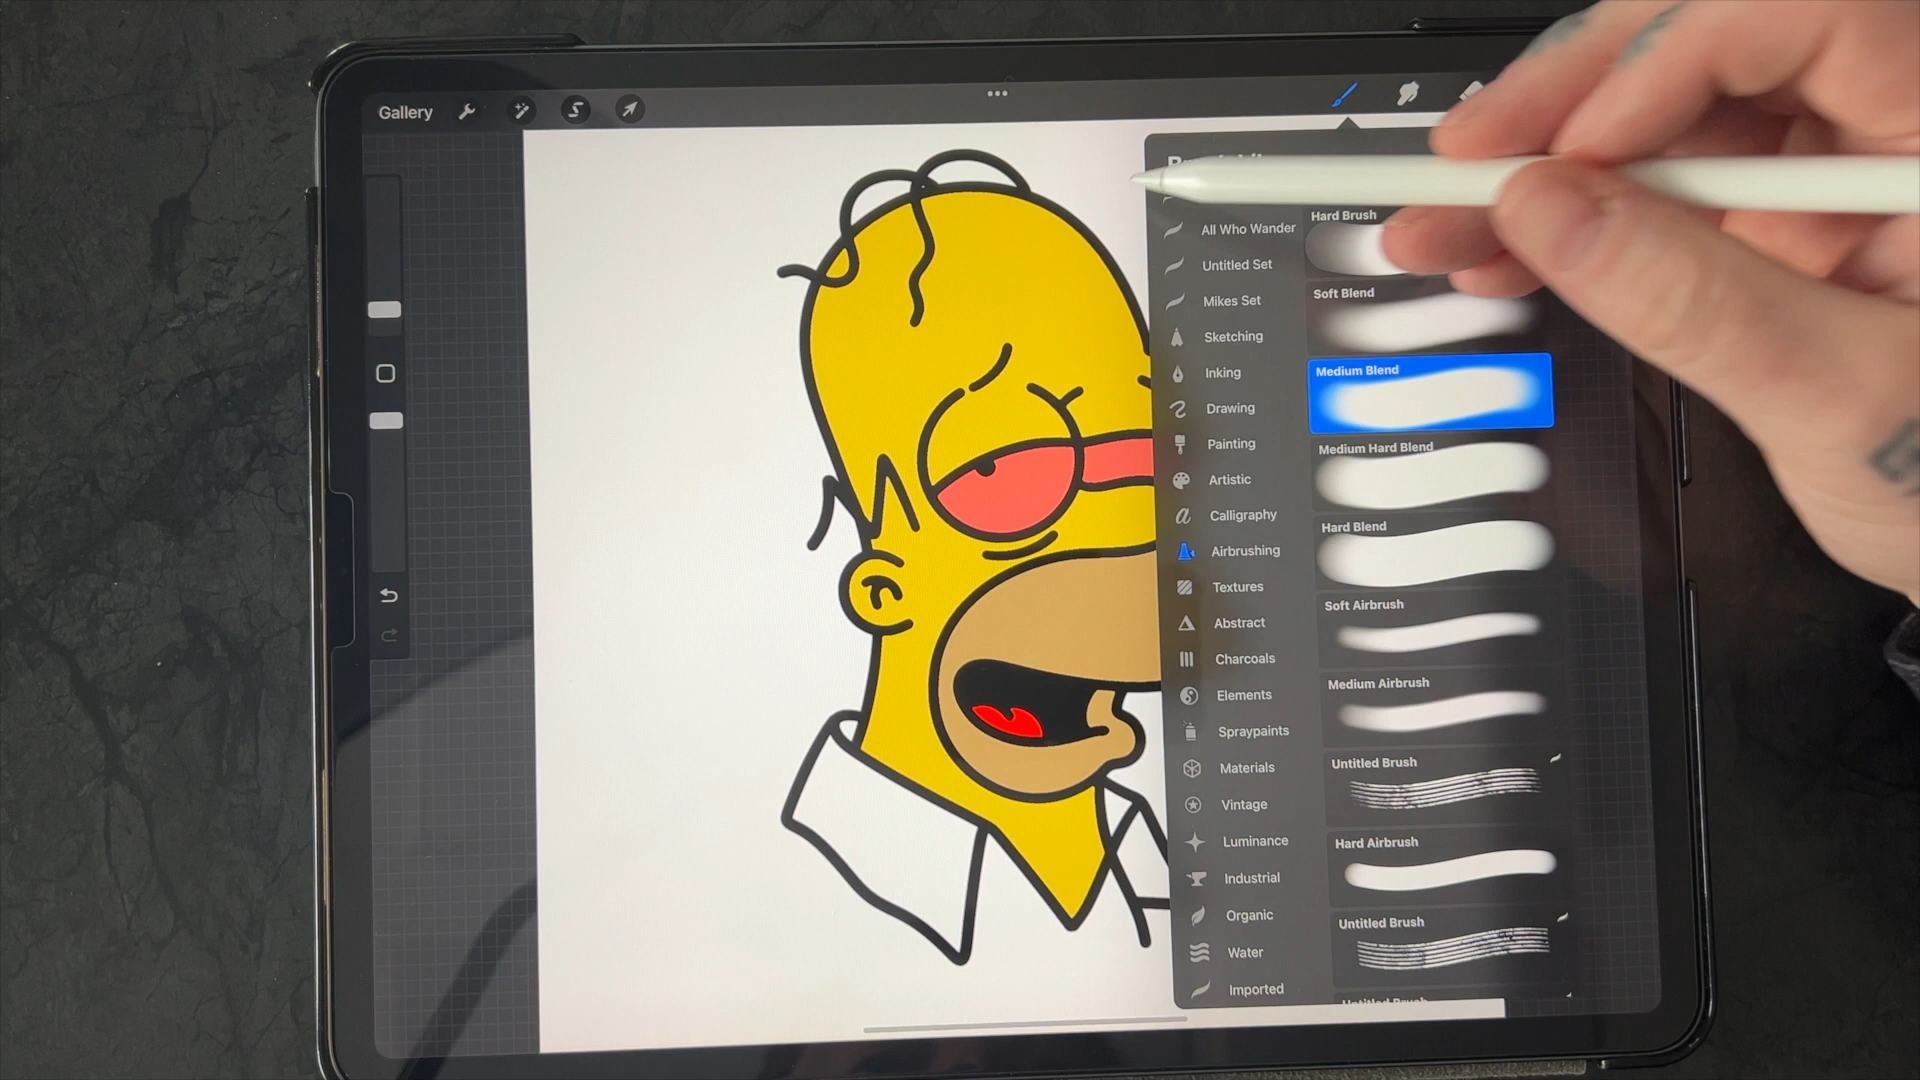 Gallery
All Who Wander
Untitled Set
Mikes Set
Sketching
Inking
Drawing
Painting
Artistic
Calligraphy
Airbrushing
Textures
Abstract
Charcoals
Elements
Spraypaints
Materials
Vintage
Luminance
Industrial
Organic
Water
Imported
Hard Brush
Soft Blend
Medium Blend
Medium Hard Blend
Hard Blend
Soft Airbrush
Medium Airbrush
Untitled Brush
Hard Airbrush
Untitled Brush
Untitled Brush